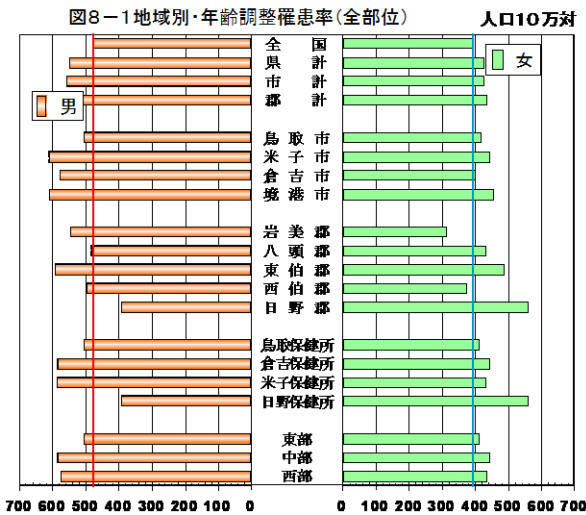 図8－1地域別・年齢調整罹患率(全部位)
人口10万対
男
女
全国
県計
市計
郡計
鳥取市
米子市
倉吉市
境港市
岩美郡
八頭郡
東伯郡
西伯郡
日野郡
鳥取保健所
倉吉保健所
米子保健所
日野保健所
東部
中部
西部
700 600 500 400 300 200 100 0
0 100 200 300 400 500 600 700